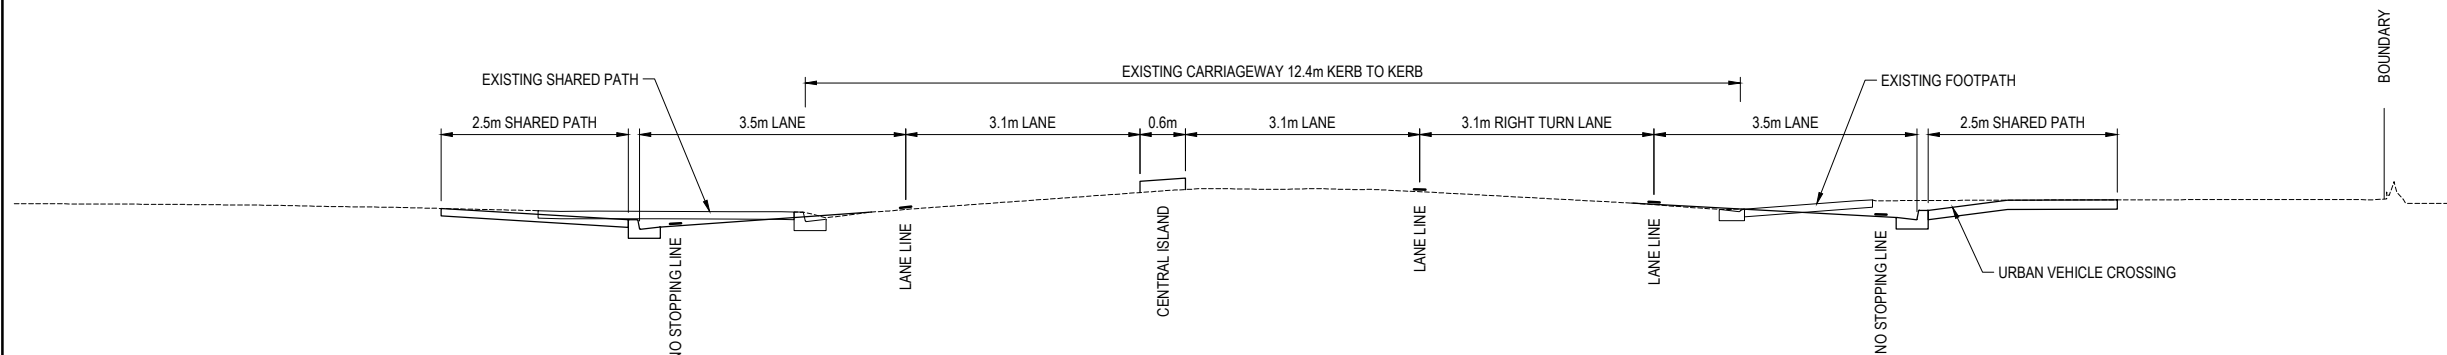 BOUNDARY
EXISTING CARRIAGEWAY 12.4m KERB TO KERB
EXISTING SHARED PATH
EXISTING FOOTPATH
2.5m SHARED PATH
3.5m LANE
3.1m LANE
0.6m
3.1m LANE
3.1m RIGHT TURN LANE
3.5m LANE
2.5m SHARED PATH
NO STOPPING LINE
LANE LINE
CENTRAL ISLAND
LANE LINE
LANE LINE
NO STOPPING LINE
URBAN VEHICLE CROSSING